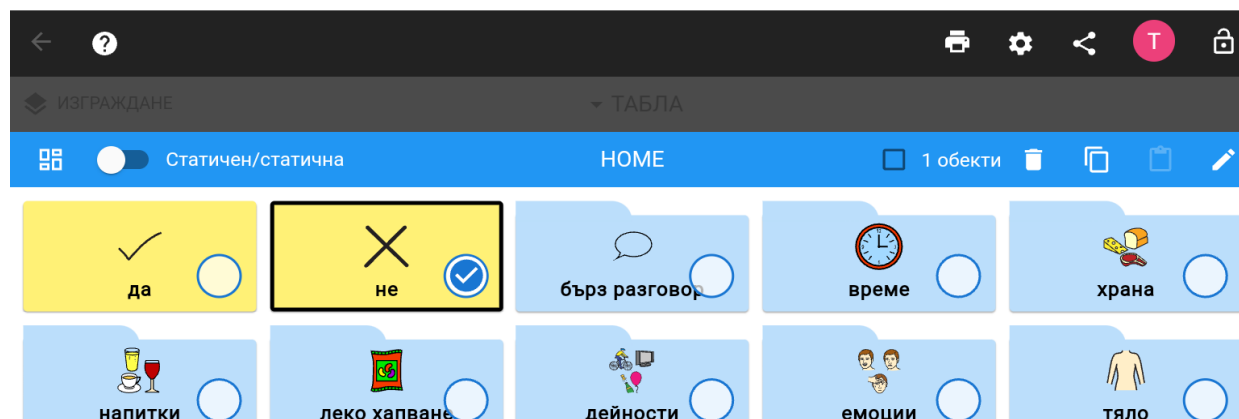 T
ИЗГРАЖДАНЕ ТАБЛА
Статичен/статична HOME 1 обекти
да не бърз разговор време храна
напитки леко хапване дейности емоции тяло